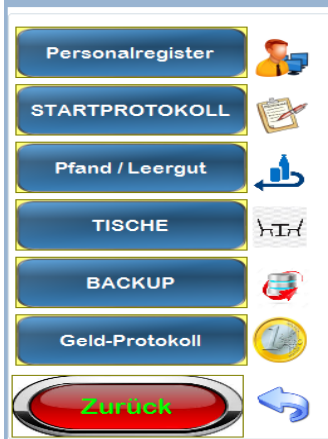 Personalregister
STARTPROTOKOLL
Pfand / Leergut
TISCHE
BACKUP
Geld-Protokoll
Zurück